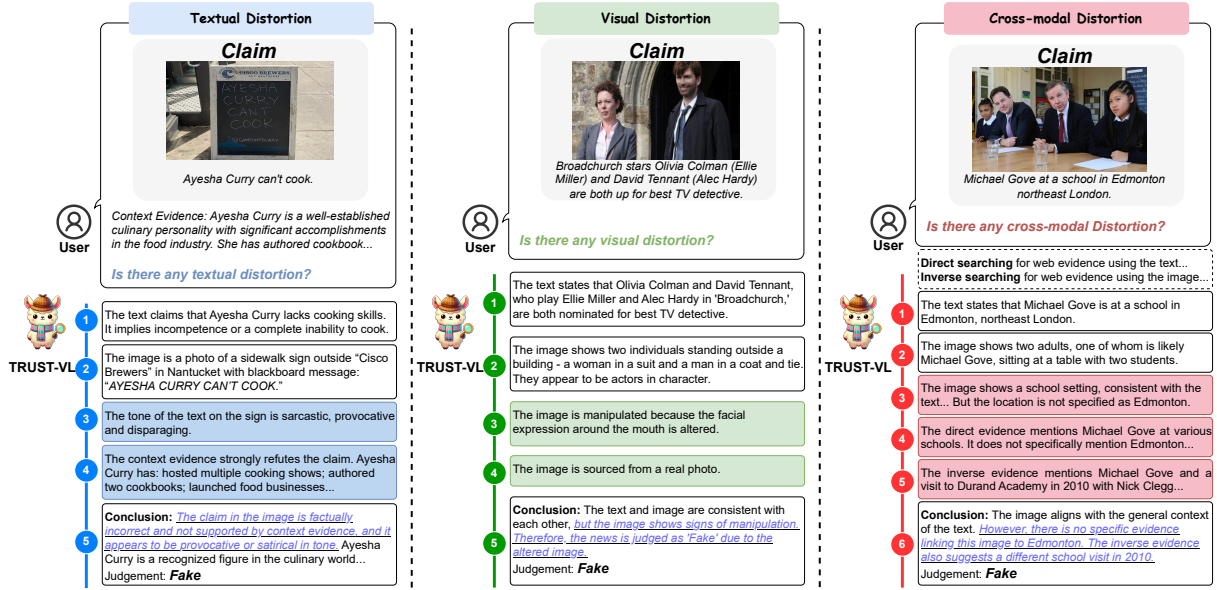 Textual Distortion
Claim
CISCO BREWERS
AYESHA
CURRY
CAN'T
COOK
Ayesha Curry can't cook.
User
Context Evidence: Ayesha Curry is a well-established
culinary personality with significant accomplishments
in the food industry. She has authored cookbook...
Is there any textual distortion?
TRUST-VL
1
The text claims that Ayesha Curry lacks cooking skills.
It implies incompetence or a complete inability to cook.
2
The image is a photo of a sidewalk sign outside “Cisco
Brewers” in Nantucket with blackboard message:
“AYESHA CURRY CAN’T COOK.”
3
The tone of the text on the sign is sarcastic, provocative
and disparaging.
4
The context evidence strongly refutes the claim. Ayesha
Curry has: hosted multiple cooking shows; authored
two cookbooks; launched food businesses...
5
Conclusion: The claim in the image is factually
incorrect and not supported by context evidence, and it
appears to be provocative or satirical in tone. Ayesha
Curry is a recognized figure in the culinary world...
Judgement: Fake
Visual Distortion
Claim
Broadchurch stars Olivia Colman (Ellie
Miller) and David Tennant (Alec Hardy)
are both up for best TV detective.
User
Is there any visual distortion?
TRUST-VL
1
The text states that Olivia Colman and David Tennant,
who play Ellie Miller and Alec Hardy in 'Broadchurch,'
are both nominated for best TV detective.
2
The image shows two individuals standing outside a
building - a woman in a suit and a man in a coat and tie.
They appear to be actors in character.
3
The image is manipulated because the facial
expression around the mouth is altered.
4
The image is sourced from a real photo.
5
Conclusion: The text and image are consistent with
each other, but the image shows signs of manipulation.
Therefore, the news is judged as 'Fake' due to the
altered image.
Judgement: Fake
Cross-modal Distortion
Claim
Michael Gove at a school in Edmonton
northeast London.
User
Is there any cross-modal Distortion?
Direct searching for web evidence using the text...
Inverse searching for web evidence using the image...
TRUST-VL
1
The text states that Michael Gove is at a school in
Edmonton, northeast London.
2
The image shows two adults, one of whom is likely
Michael Gove, sitting at a table with two students.
3
The image shows a school setting, consistent with the
text... But the location is not specified as Edmonton.
4
The direct evidence mentions Michael Gove at various
schools. It does not specifically mention Edmonton...
5
The inverse evidence mentions Michael Gove and a
visit to Durand Academy in 2010 with Nick Clegg...
6
Conclusion: The image aligns with the general context
of the text. However, there is no specific evidence
linking this image to Edmonton. The inverse evidence
also suggests a different school visit in 2010.
Judgement: Fake